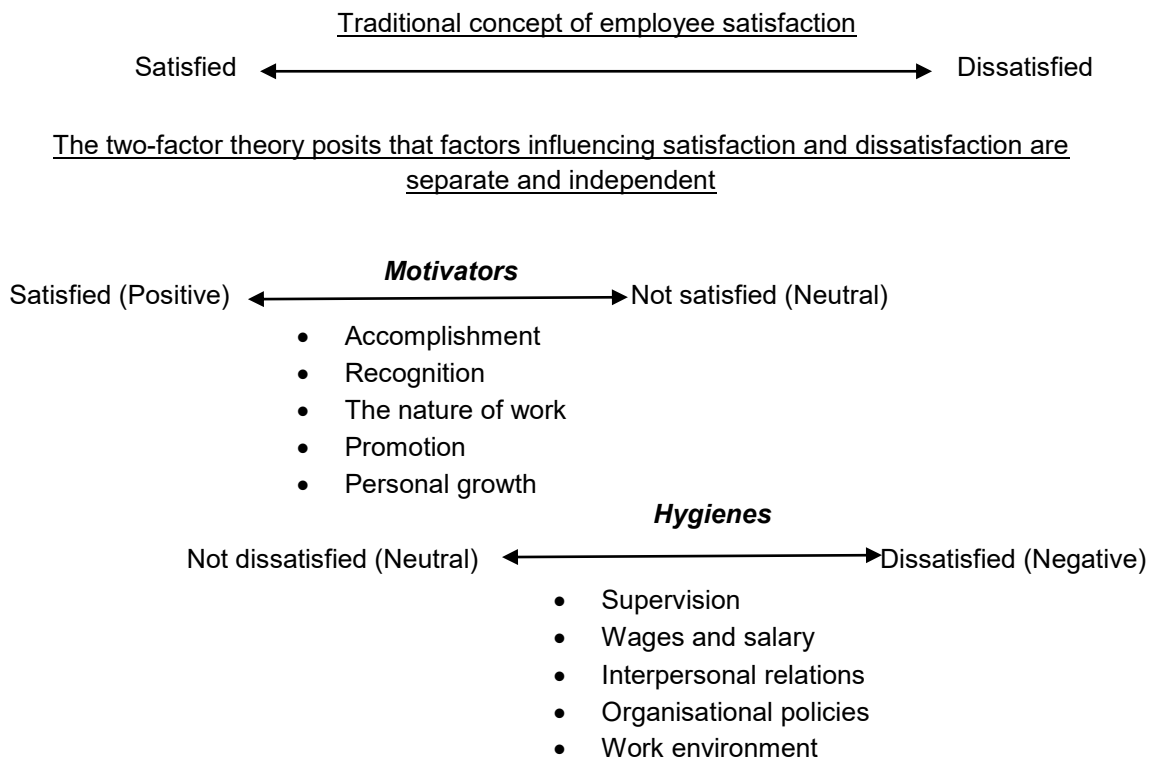 Traditional concept of employee satisfaction
Satisfied Dissatisfied
The two-factor theory posits that factors influencing satisfaction and dissatisfaction are
separate and independent
Motivators
Satisfied (Positive) Not satisfied (Neutral)
• Accomplishment
• Recognition
• The nature of work
• Promotion
• Personal growth
Hygienes
Not dissatisfied (Neutral) Dissatisfied (Negative)
• Supervision
• Wages and salary
• Interpersonal relations
• Organisational policies
• Work environment